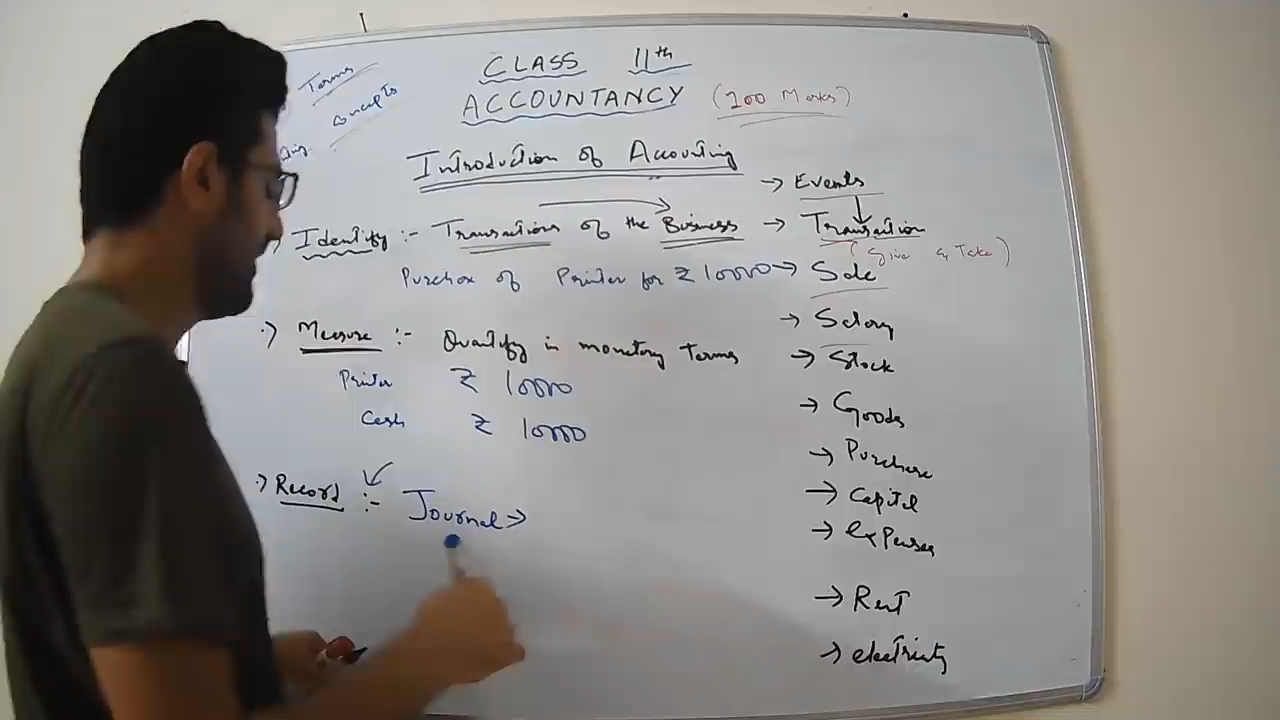 Terms
concepts
CLASS 11th
ACCOUNTANCY (100 Marks)
Introduction of Accounting
Identify :- Transactions of the Business
Purchase of Printer for ₹ 10000
Measure :- Quantify in monetary terms
Printer ₹ 10000
Cash ₹ 10000
Record :- Journal →
→ Events
→ Transaction
(Give & Take)
→ Sale
→ Salary
→ Stock
→ Goods
→ Purchase
→ Capital
→ exPenses
→ Rent
→ electricity